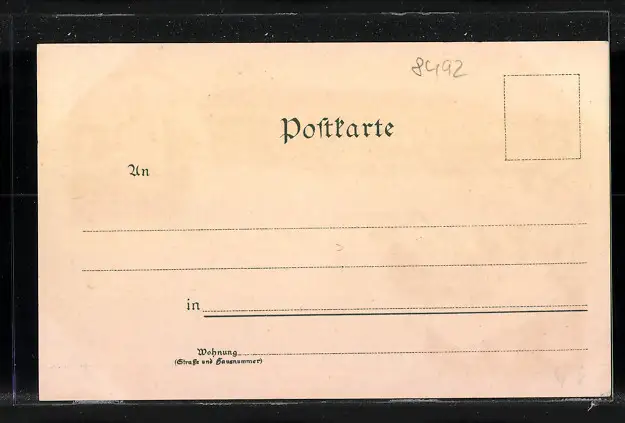 8492
Poſtkarte
An
in
Wohnung
(Straße und Hausnummer)